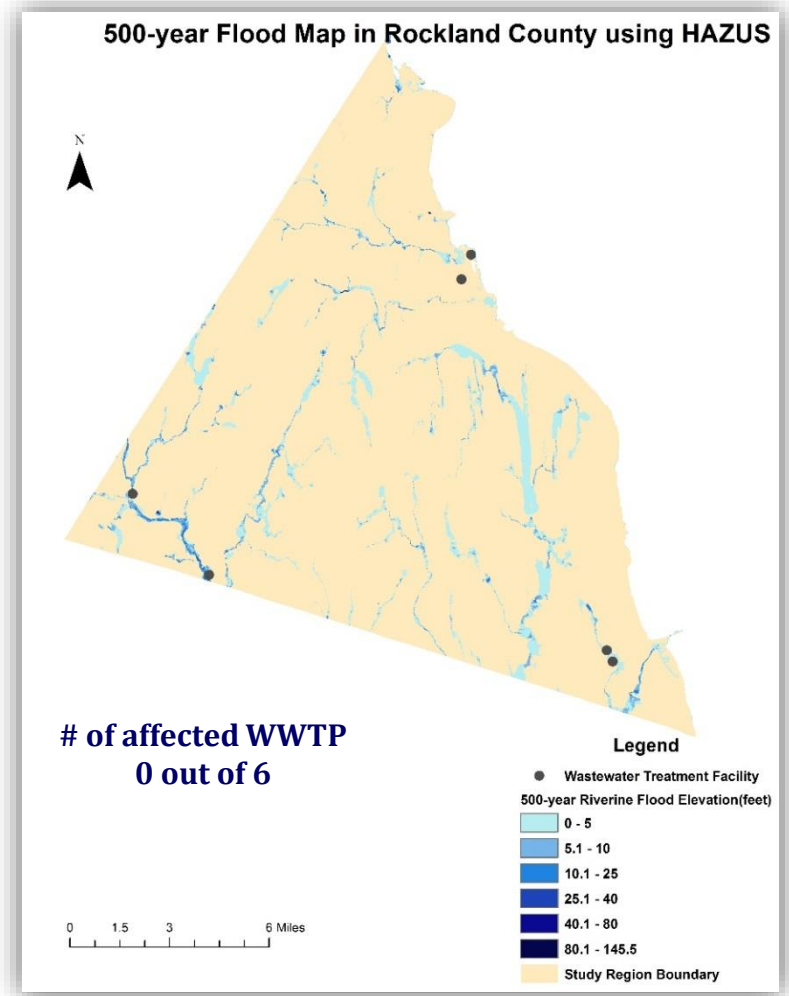 500-year Flood Map in Rockland County using HAZUS
N
# of affected WWTP
0 out of 6
Legend
Wastewater Treatment Facility
500-year Riverine Flood Elevation(feet)
0 - 5
5.1 - 10
10.1 - 25
25.1 - 40
40.1 - 80
80.1 - 145.5
Study Region Boundary
0 1.5 3 6 Miles